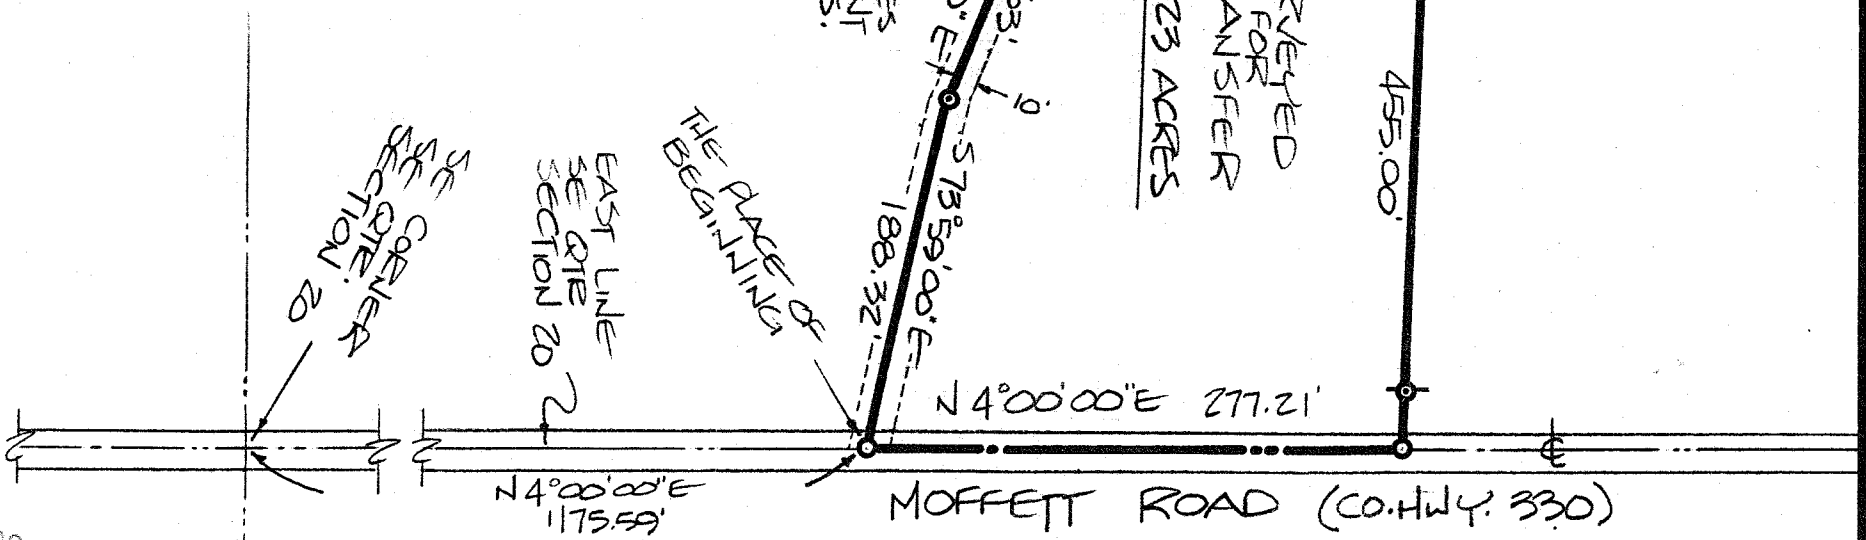 10'
S 73°59'00"E
188.32'
455.00'
23 ACRES
FOR
THE PLACE OF
BEGINNING
EAST LINE
SE QTR
SECTION 20
SE CORNER
SE QTR.
SECTION 20
N 4°00'00"E 277.21'
N 4°00'00"E
1175.59'
MOFFETT ROAD (CO. HWY. 330)